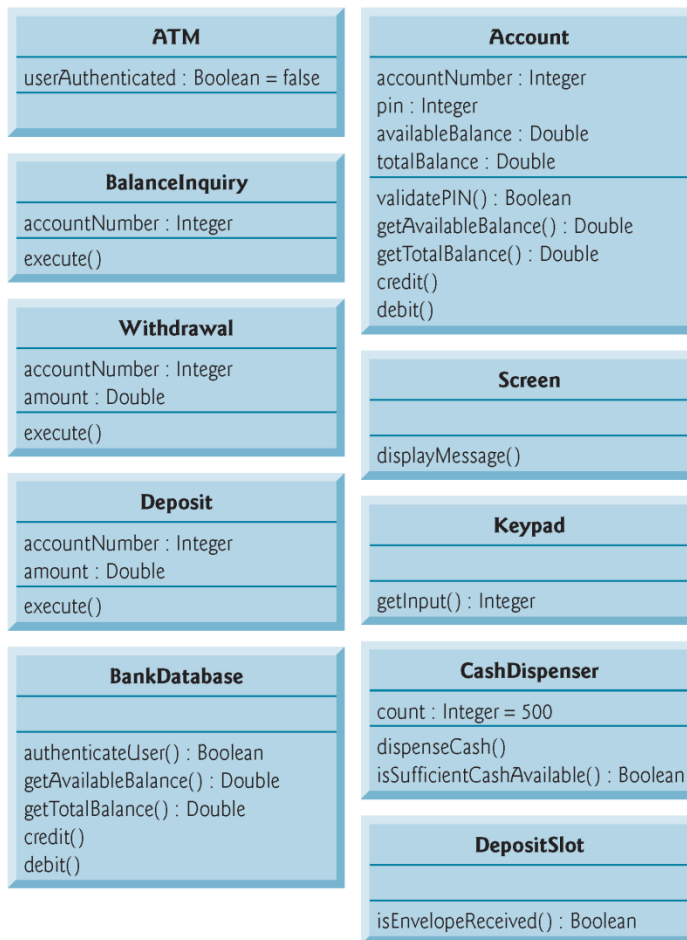 ATM
userAuthenticated : Boolean = false
BalanceInquiry
accountNumber : Integer
execute()
Withdrawal
accountNumber : Integer
amount : Double
execute()
Deposit
accountNumber : Integer
amount : Double
execute()
BankDatabase
authenticateUser() : Boolean
getAvailableBalance() : Double
getTotalBalance() : Double
credit()
debit()
Account
accountNumber : Integer
pin : Integer
availableBalance : Double
totalBalance : Double
validatePIN() : Boolean
getAvailableBalance() : Double
getTotalBalance() : Double
credit()
debit()
Screen
displayMessage()
Keypad
getInput() : Integer
CashDispenser
count : Integer = 500
dispenseCash()
isSufficientCashAvailable() : Boolean
DepositSlot
isEnvelopeReceived() : Boolean